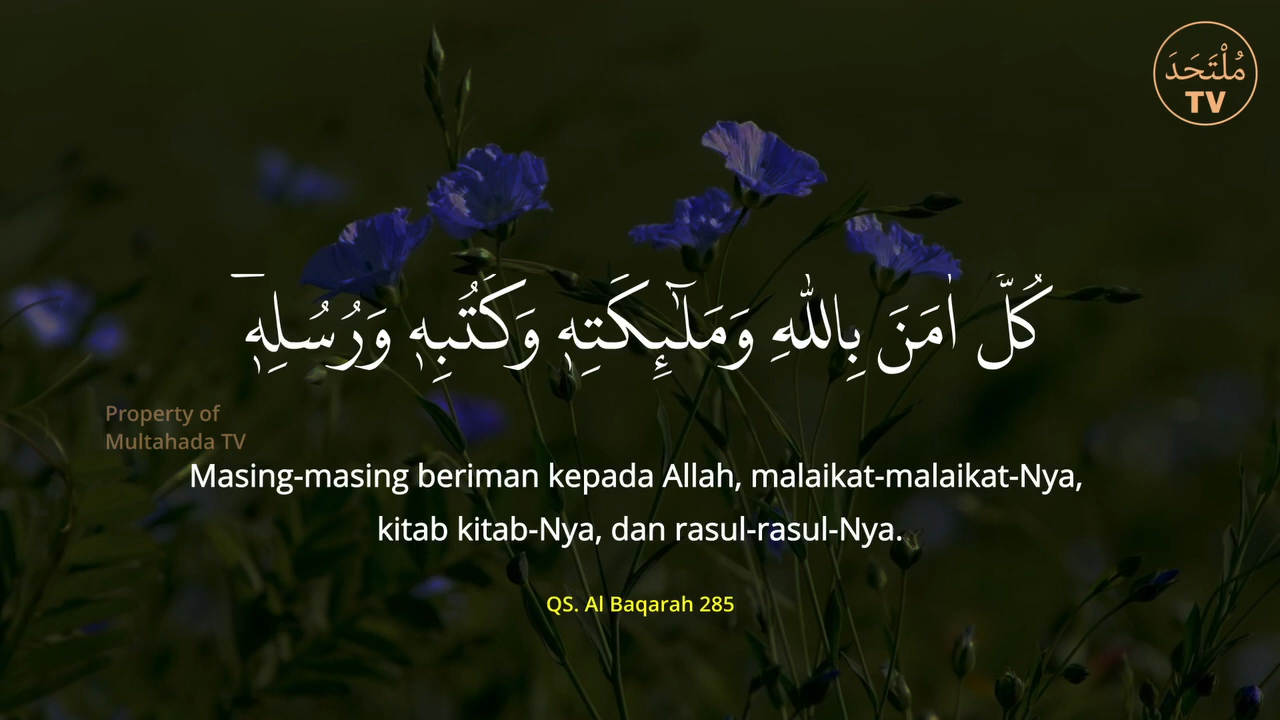 مُلْتَحَدَ
TV
كُلٌّ اٰمَنَ بِاللّٰهِ وَمَلٰۤىِٕكَتِهٖ وَكُتُبِهٖ وَرُسُلِهٖۗ
Property of
Multahada TV
Masing-masing beriman kepada Allah, malaikat-malaikat-Nya,
kitab kitab-Nya, dan rasul-rasul-Nya.
QS. Al Baqarah 285